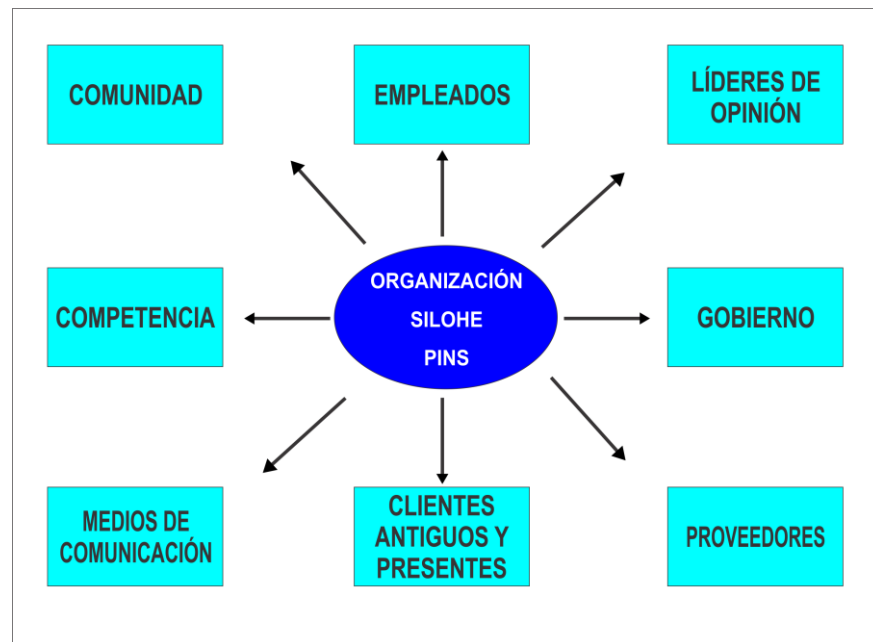 COMUNIDAD
EMPLEADOS
LÍDERES DE
OPINIÓN
ORGANIZACIÓN
SILOHE
PINS
COMPETENCIA
GOBIERNO
MEDIOS DE
COMUNICACIÓN
CLIENTES
ANTIGUOS Y
PRESENTES
PROVEEDORES